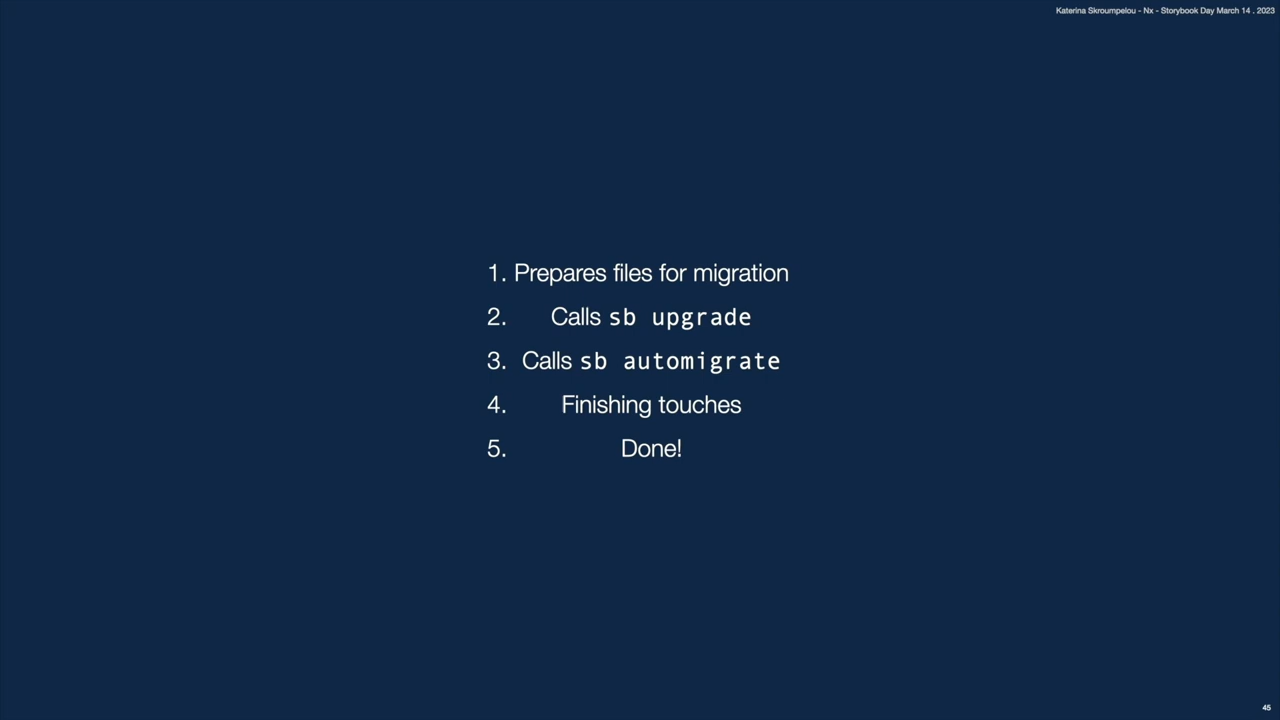 Katerina Skroumpelou - Nx - Storybook Day March 14 . 2023
1. Prepares files for migration
2. Calls sb upgrade
3. Calls sb automigrate
4. Finishing touches
5. Done!
45